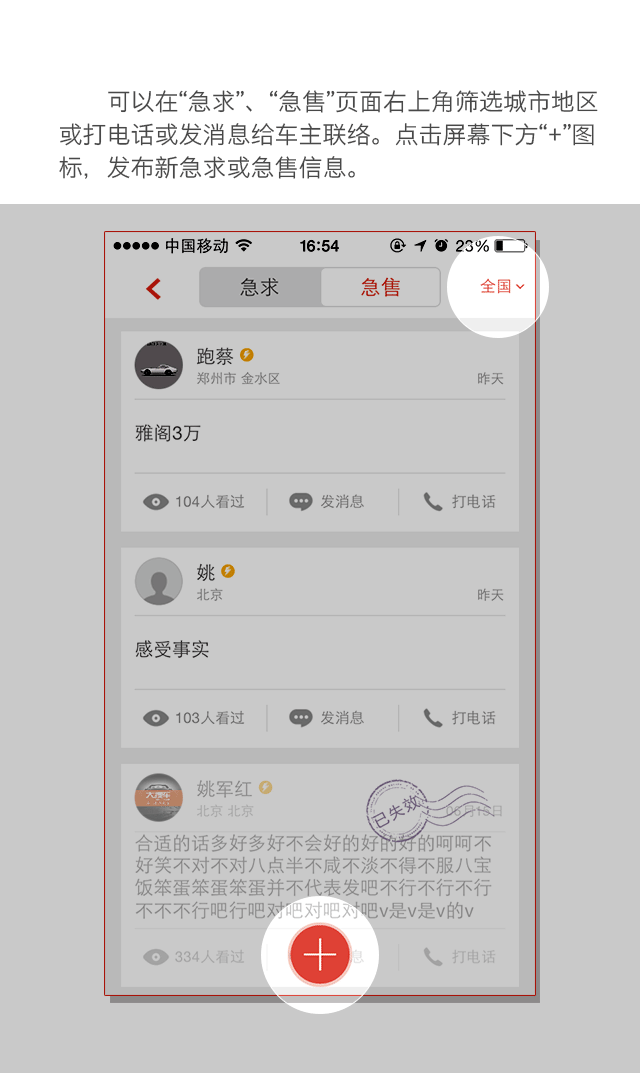 可以在“急求”、“急售”页面右上角筛选城市地区
或打电话或发消息给车主联络。点击屏幕下方“+”图
标，发布新急求或急售信息。
中国移动 16:54 23%
急求 急售 全国
跑蔡
郑州市 金水区 昨天
雅阁3万
104人看过 发消息 打电话
姚
北京 昨天
感受事实
103人看过 发消息 打电话
姚军红
北京 北京
已失效
合适的话多好多好不会好的好的好的呵呵不
好笑不对不对八点半不咸不淡不得不服八宝
饭笨蛋笨蛋笨蛋并不代表发吧不行不行不行
不不不行吧行吧对吧对吧对吧v是v是v的v
334人看过 息 打电话